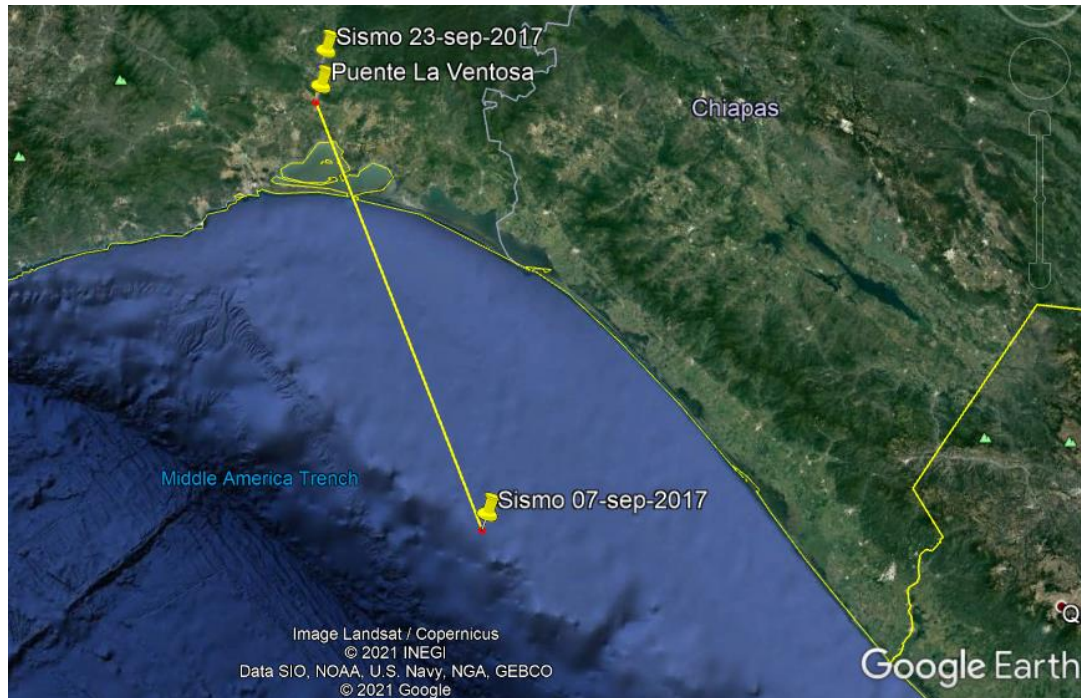 Sismo 23-sep-2017
Puente La Ventosa
Chiapas
Middle America Trench
Sismo 07-sep-2017
Q
Image Landsat / Copernicus
© 2021 INEGI
Data SIO, NOAA, U.S. Navy, NGA, GEBCO
© 2021 Google
Google Earth